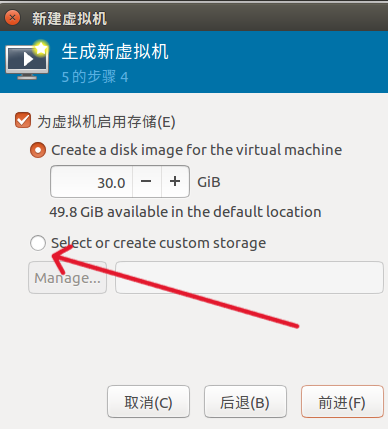 新建虚拟机
生成新虚拟机
5 的步骤 4
为虚拟机启用存储(E)
Create a disk image for the virtual machine
30.0 − + GiB
49.8 GiB available in the default location
Select or create custom storage
Manage...
取消(C) 后退(B) 前进(F)